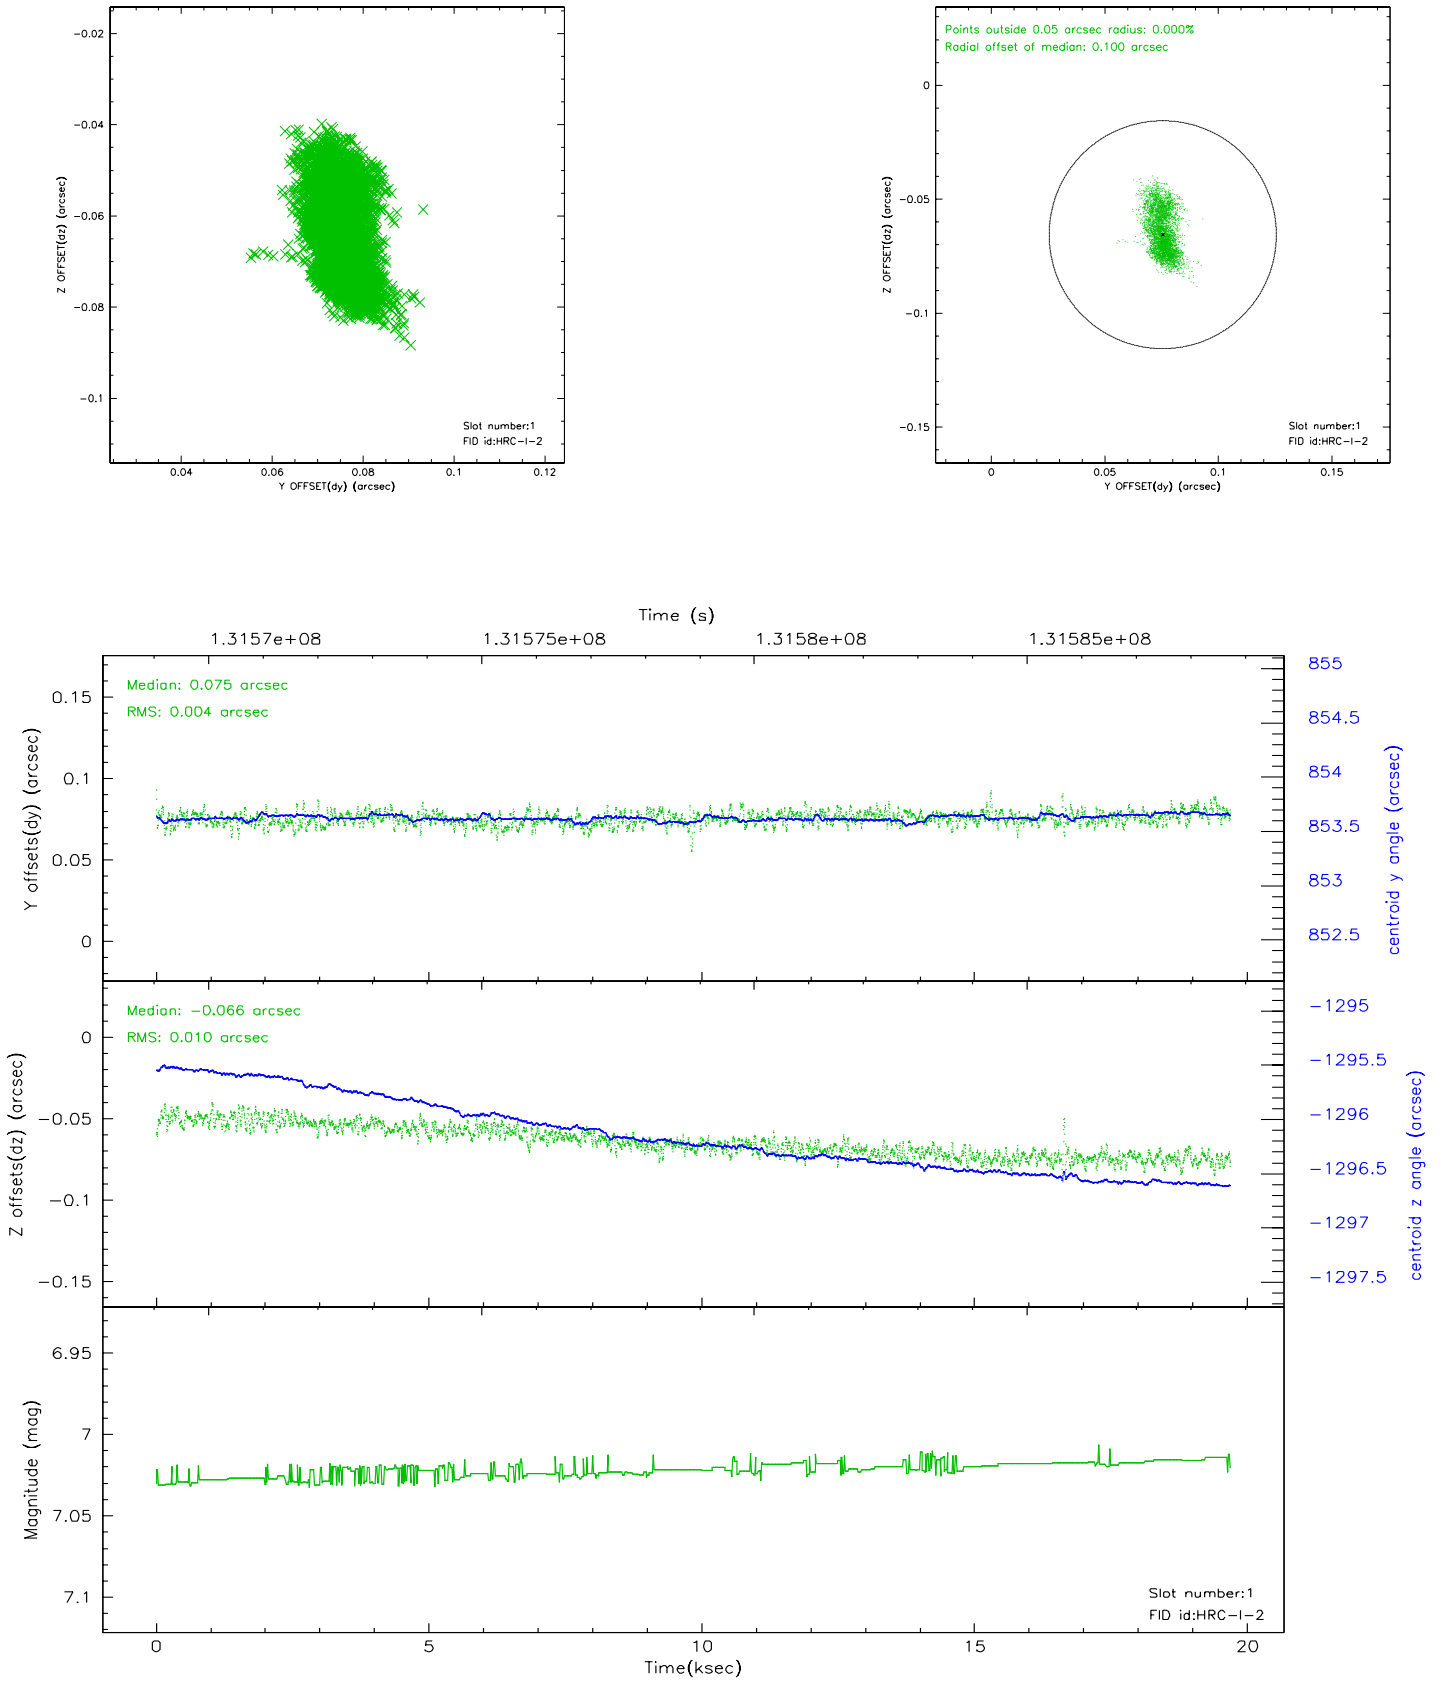 -0.02
-0.04
-0.06
-0.08
-0.1
Z OFFSET(dz) (arcsec)
Slot number:1
FID id:HRC-I-2
0.04 0.06 0.08 0.1 0.12
Y OFFSET(dy) (arcsec)
Points outside 0.05 arcsec radius: 0.000%
Radial offset of median: 0.100 arcsec
0
-0.05
-0.1
-0.15
Z OFFSET(dz) (arcsec)
Slot number:1
FID id:HRC-I-2
0 0.05 0.1 0.15
Y OFFSET(dy) (arcsec)
Time (s)
1.3157e+08 1.31575e+08 1.3158e+08 1.31585e+08
Median: 0.075 arcsec
RMS: 0.004 arcsec
0.15
0.1
0.05
0
Y offsets(dy) (arcsec)
855
854.5
854
853.5
853
852.5
centroid y angle (arcsec)
Median: -0.066 arcsec
RMS: 0.010 arcsec
0
-0.05
-0.1
-0.15
Z offsets(dz) (arcsec)
-1295
-1295.5
-1296
-1296.5
-1297
-1297.5
centroid z angle (arcsec)
6.95
7
7.05
7.1
Magnitude (mag)
Slot number:1
FID id:HRC-I-2
0 5 10 15 20
Time(ksec)